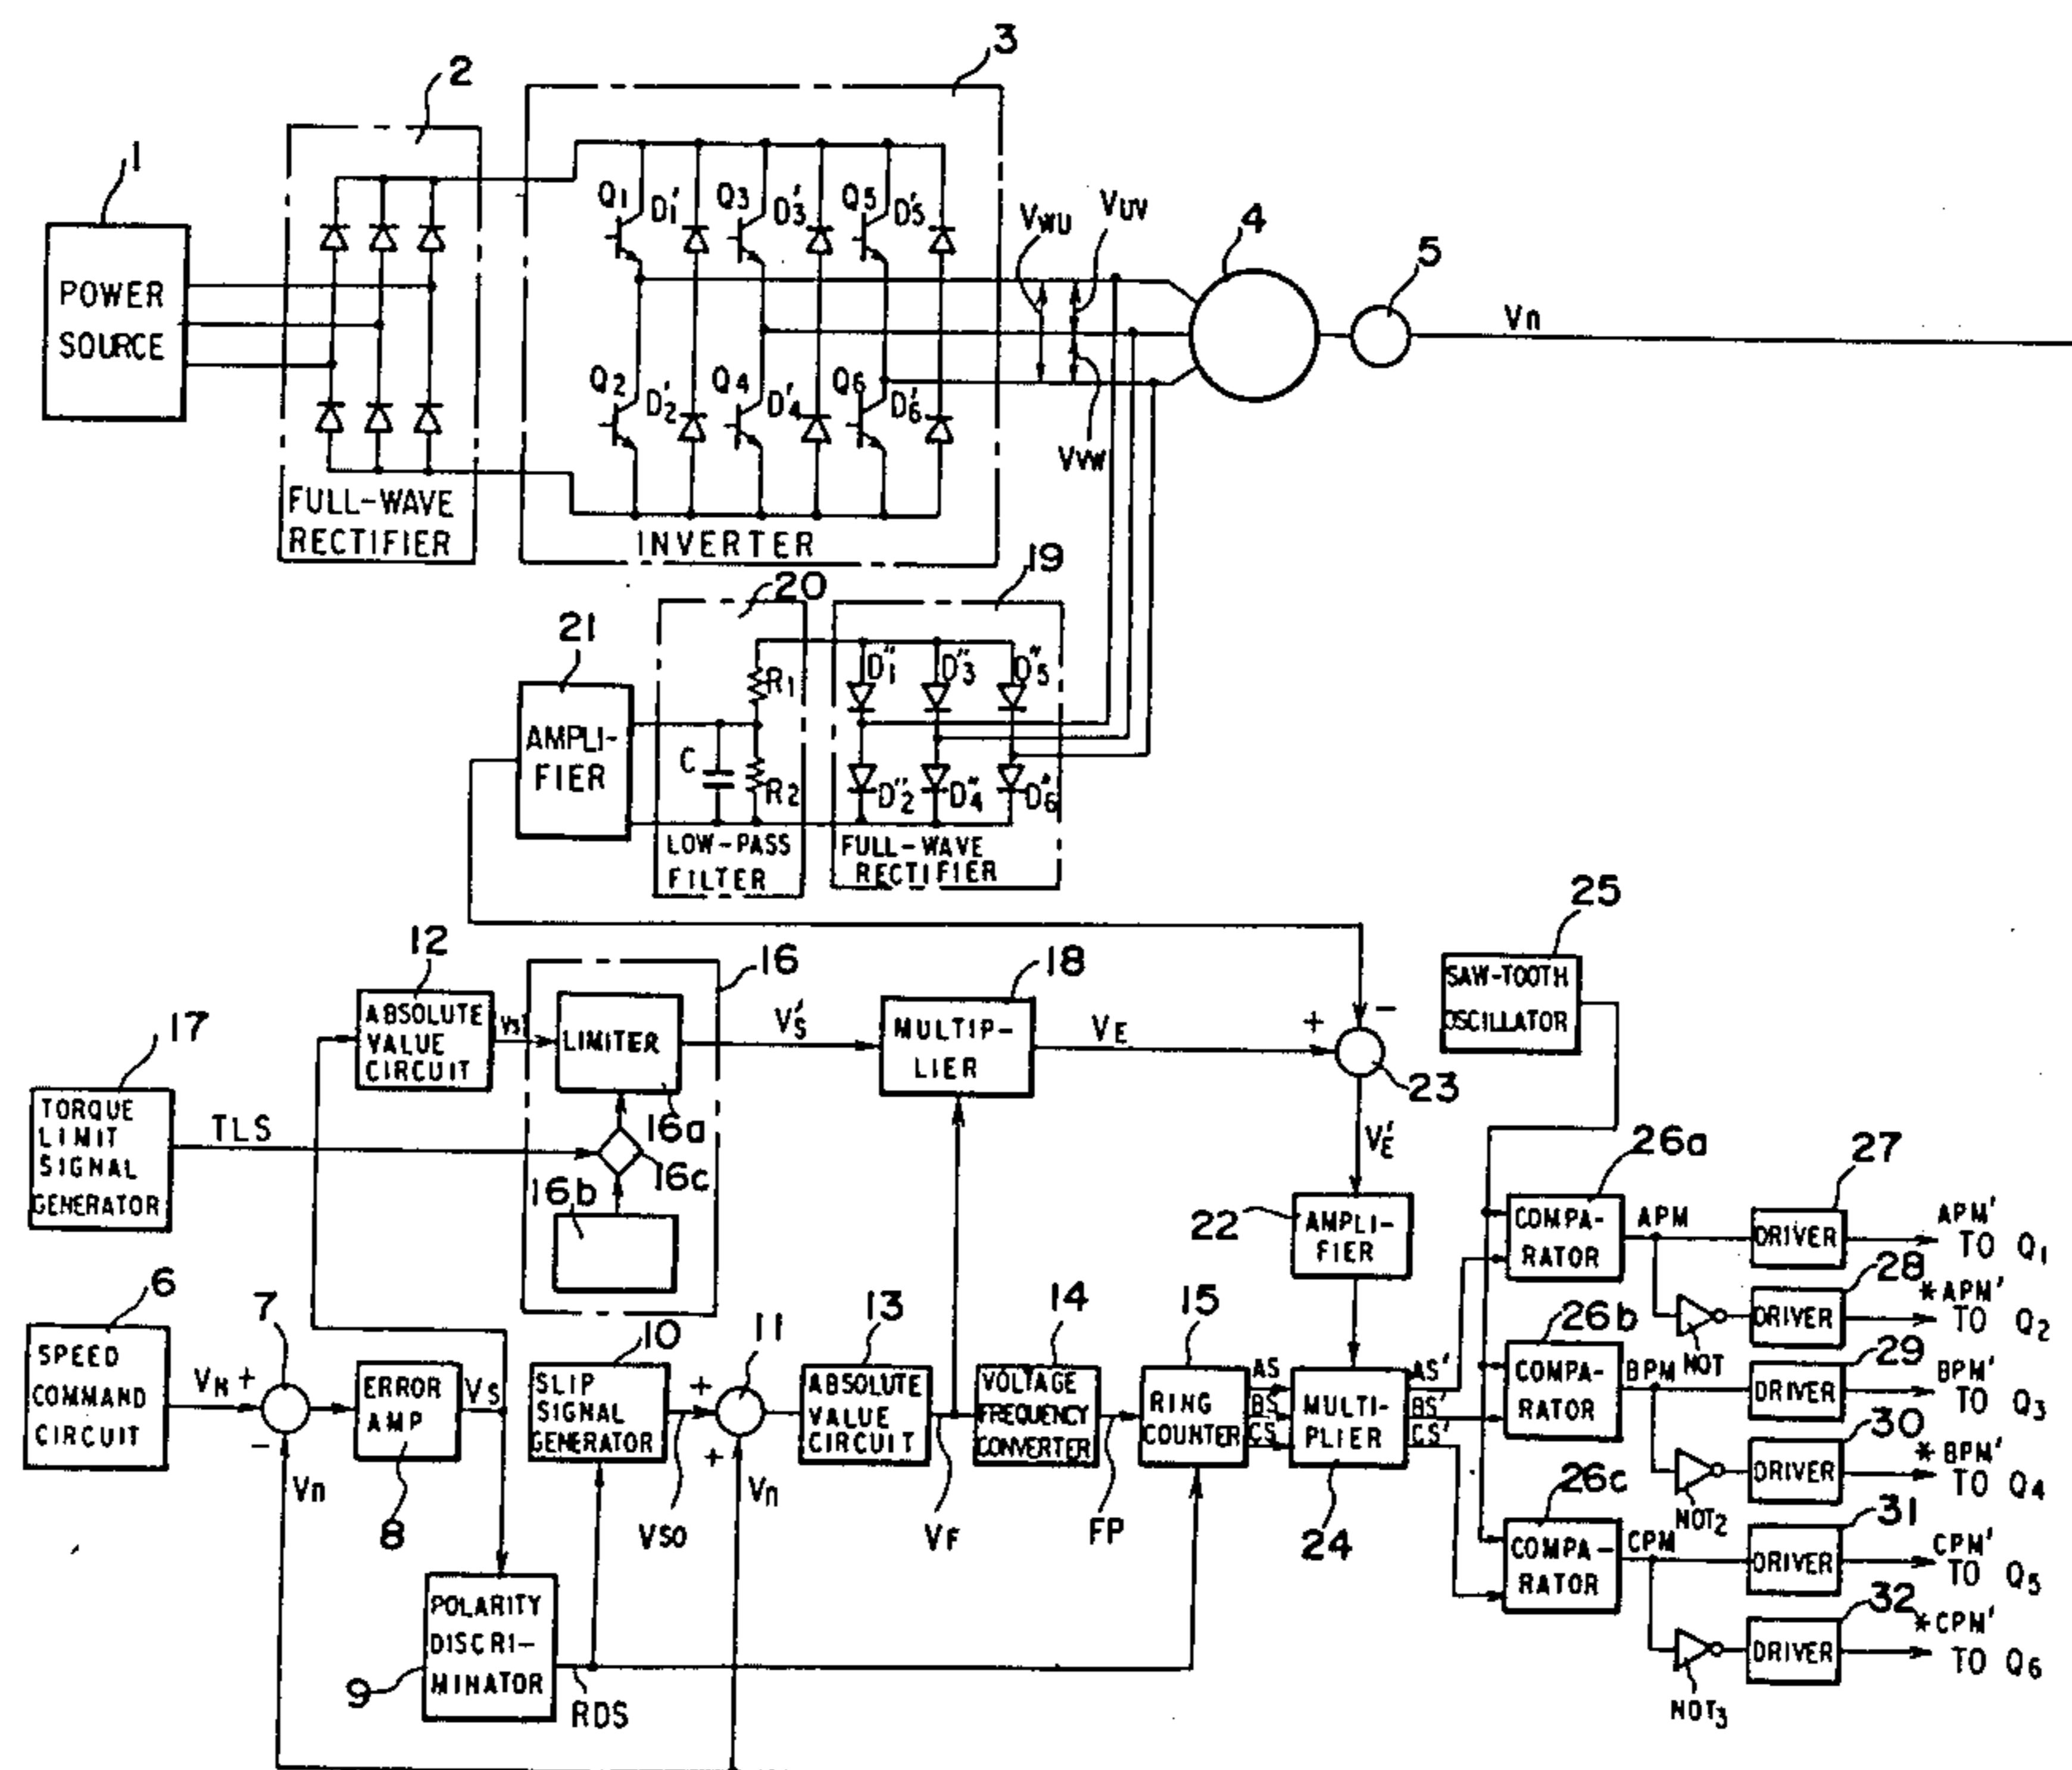 1
2
3
POWER
SOURCE
FULL-WAVE
RECTIFIER
Q1 D1' Q3 D3' Q5 D5'
Q2 D2' Q4 D4' Q6 D6'
INVERTER
VWU VUV
VVW
4
5
Vn
19
20
21
AMPLI-
FIER
R1
C
R2
LOW-PASS
FILTER
D1" D3" D5"
D2" D4" D6"
FULL-WAVE
RECTIFIER
12
ABSOLUTE
VALUE
CIRCUIT
Vs
16
LIMITER
16a
16c
16b
Vs'
18
MULTIP-
LIER
VE
+ -
23
25
SAW-TOOTH
OSCILLATOR
17
TORQUE
LIMIT
SIGNAL
GENERATOR
TLS
VE'
22
AMPLI-
FIER
6
SPEED
COMMAND
CIRCUIT
VN +
7
-
Vn
ERROR
AMP
8
VS
10
SLIP
SIGNAL
GENERATOR
VSO
+
11
+
Vn
13
ABSOLUTE
VALUE
CIRCUIT
VF
14
VOLTAGE
FREQUENCY
CONVERTER
FP
15
RING
COUNTER
AS
BS
CS
MULTI-
PLIER
24
AS'
BS'
CS'
26a
COMPA-
RATOR
APM
27
DRIVER
APM'
TO Q1
28
NOT
DRIVER
*APM'
TO Q2
26b
COMPA-
RATOR
BPM
29
DRIVER
BPM'
TO Q3
30
NOT2
DRIVER
*BPM'
TO Q4
26c
COMPA-
RATOR
CPM
31
DRIVER
CPM'
TO Q5
32
NOT3
DRIVER
*CPM'
TO Q6
POLARITY
DISCRI-
MINATOR
9
RDS